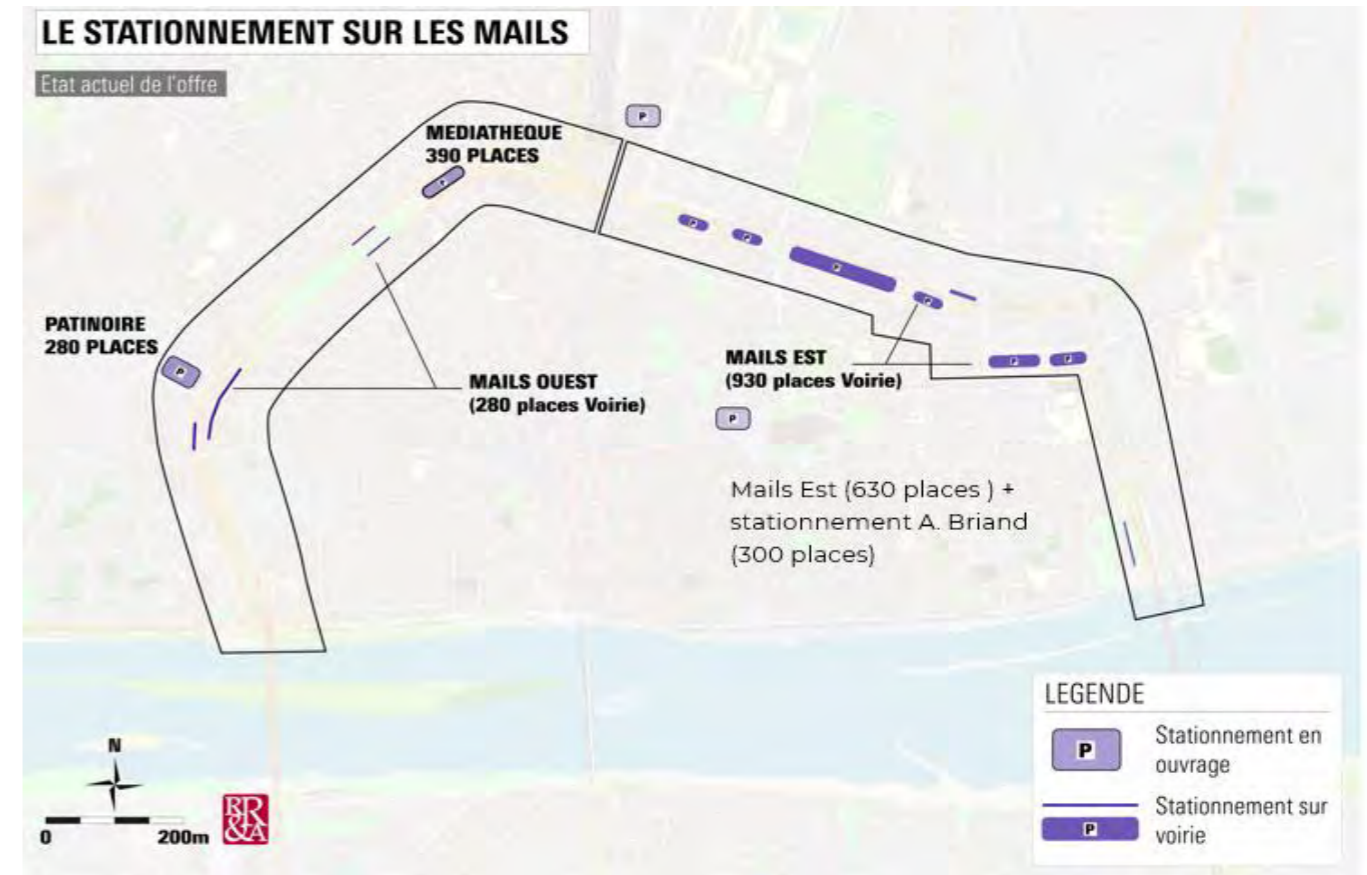 LE STATIONNEMENT SUR LES MAILS
Etat actuel de l'offre
P
MEDIATHEQUE
390 PLACES
P
P
P
P
PATINOIRE
280 PLACES
P
P
MAILS EST
(930 places Voirie)
P
P
MAILS OUEST
(280 places Voirie)
P
Mails Est (630 places ) +
stationnement A. Briand
(300 places)
LEGENDE
P
Stationnement en
ouvrage
Stationnement sur
voirie
P
N
0
200m
RR
&A